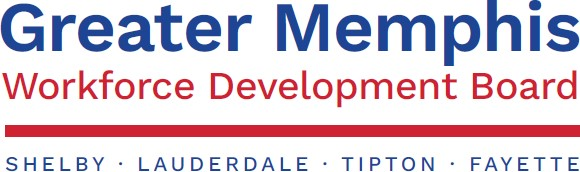 Greater Memphis
Workforce Development Board
SHELBY · LAUDERDALE · TIPTON · FAYETTE